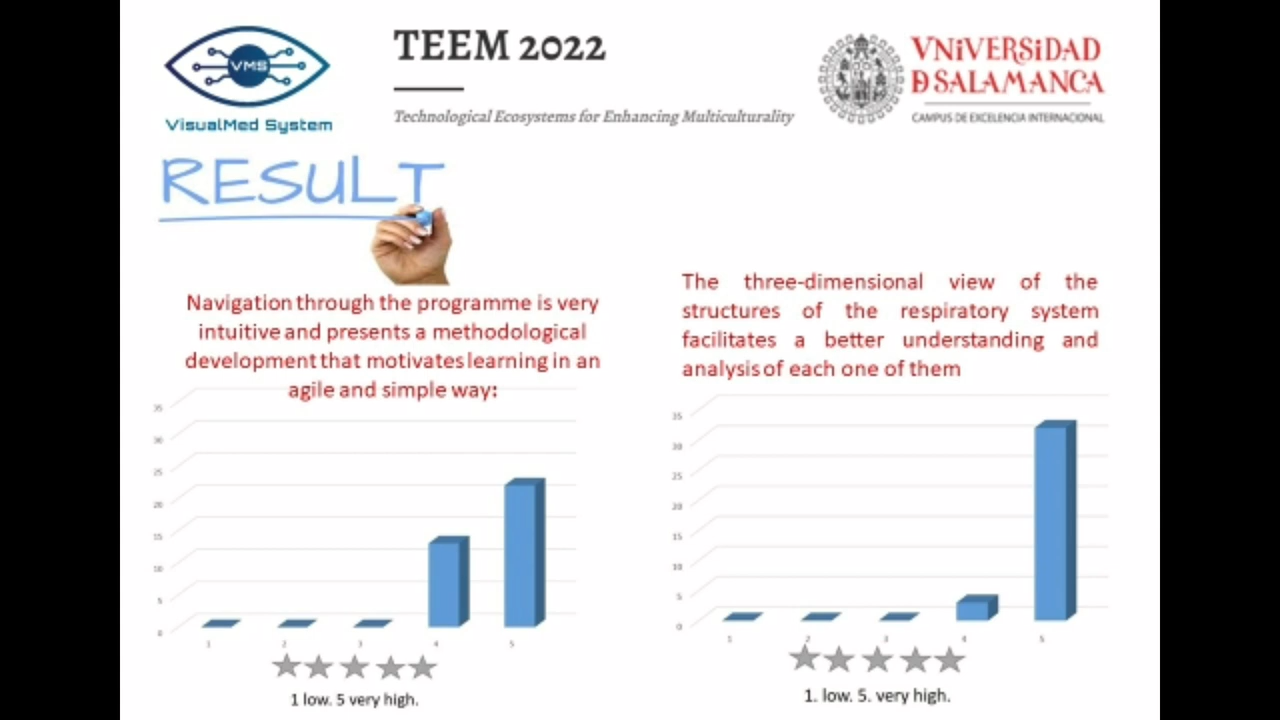 VMS
VisualMed System
TEEM 2022
Technological Ecosystems for Enhancing Multiculturality
VNiVERSiDAD
D SALAMANCA
CAMPUS DE EXCELENCIA INTERNACIONAL
RESULT
Navigation through the programme is very
intuitive and presents a methodological
development that motivates learning in an
agile and simple way:
35
30
25
20
15
10
5
0
1 2 3 4 5
1 low. 5 very high.
The three-dimensional view of the
structures of the respiratory system
facilitates a better understanding and
analysis of each one of them
35
30
25
20
15
10
5
0
1 2 3 4 5
1. low. 5. very high.